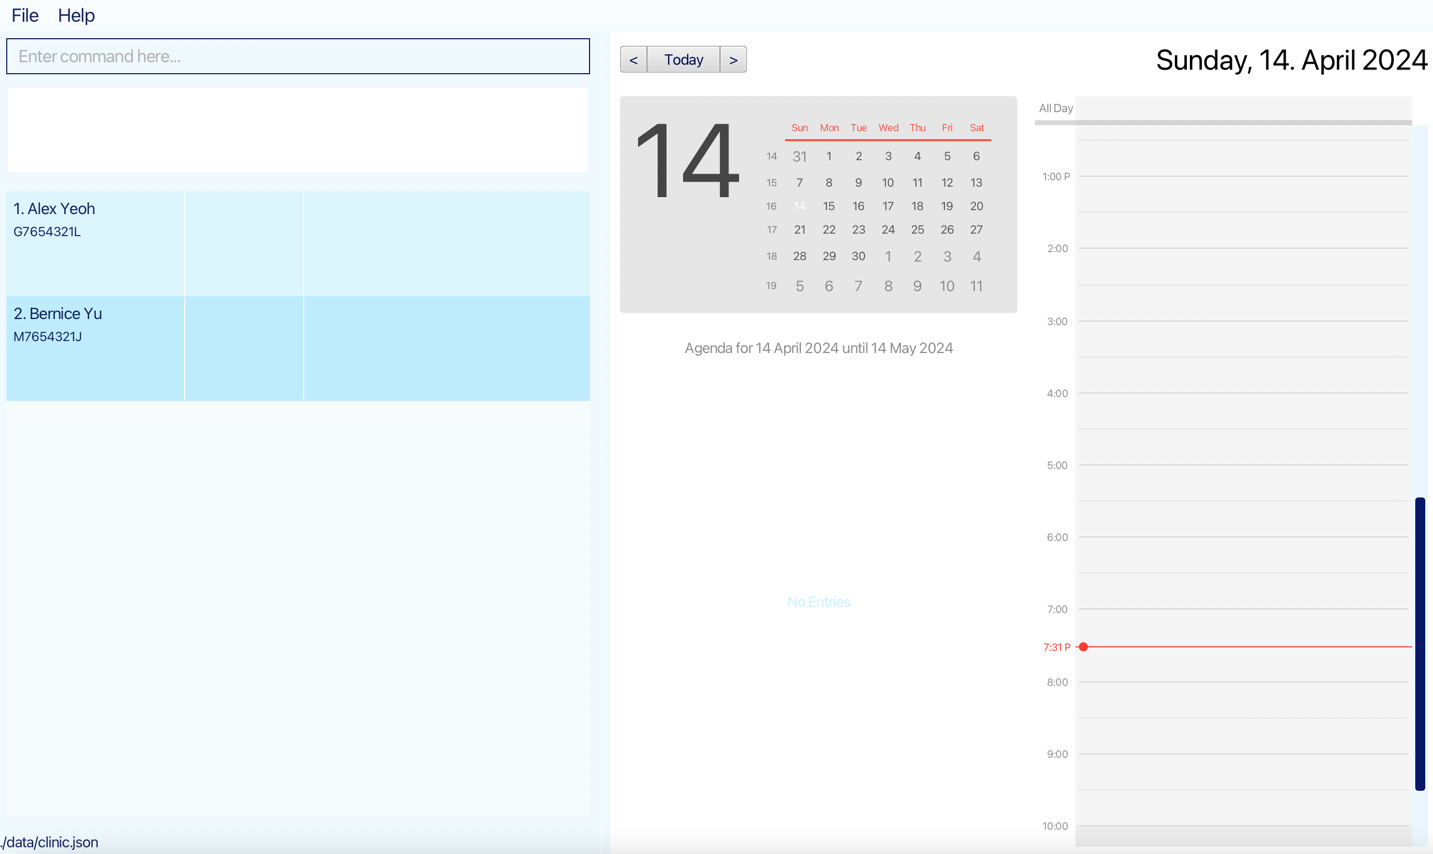 File Help
Enter command here...
1. Alex Yeoh
G7654321L
2. Bernice Yu
M7654321J
./data/clinic.json
< Today >
Sunday, 14. April 2024
14
Sun Mon Tue Wed Thu Fri Sat
14 31 1 2 3 4 5 6
15 7 8 9 10 11 12 13
16 14 15 16 17 18 19 20
17 21 22 23 24 25 26 27
18 28 29 30 1 2 3 4
19 5 6 7 8 9 10 11
Agenda for 14 April 2024 until 14 May 2024
No Entries
All Day
1:00 P
2:00
3:00
4:00
5:00
6:00
7:00
7:31 P
8:00
9:00
10:00